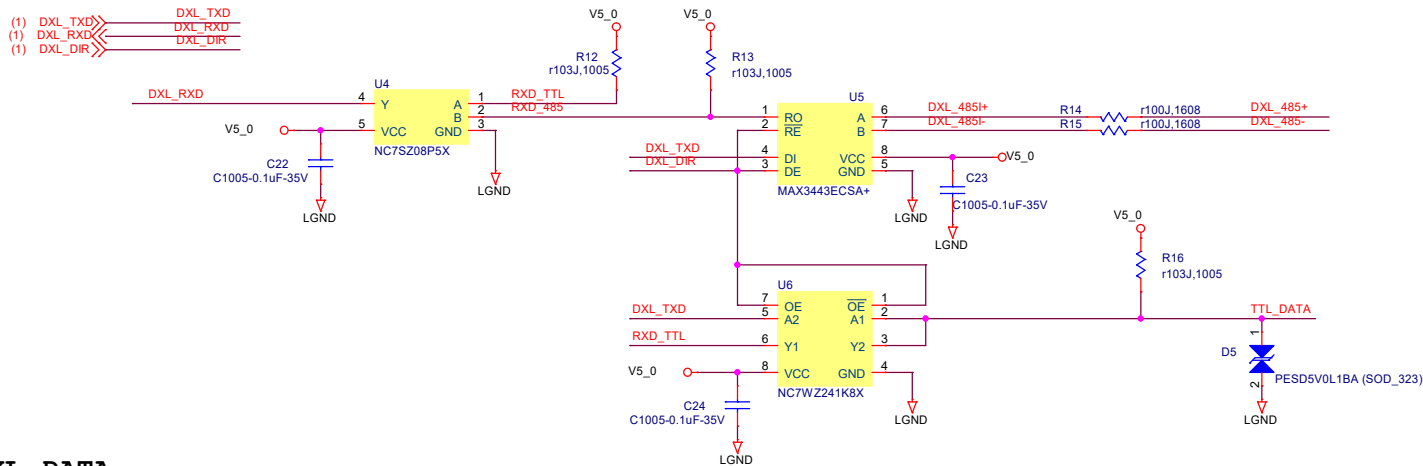 (1) DXL_TXD DXL_TXD
(1) DXL_RXD DXL_RXD
(1) DXL_DIR DXL_DIR
V5_0
V5_0
R12
r103J,1005
R13
r103J,1005
U4
DXL_RXD 4 Y A 1 RXD_TTL
B 2 RXD_485
V5_0 5 VCC GND 3
NC7SZ08P5X
C22
C1005-0.1uF-35V
LGND
LGND
U5
1 RO A 6 DXL_485I+ R14 r100J,1608 DXL_485+
2 RE B 7 DXL_485I- R15 r100J,1608 DXL_485-
DXL_TXD 4 DI VCC 8 V5_0
DXL_DIR 3 DE GND 5
MAX3443ECSA+
C23
C1005-0.1uF-35V
LGND
LGND
V5_0
R16
r103J,1005
U6
7 OE OE 1
DXL_TXD 5 A2 A1 2 TTL_DATA
RXD_TTL 6 Y1 Y2 3
V5_0 8 VCC GND 4
NC7WZ241K8X
C24
C1005-0.1uF-35V
LGND
LGND
1
D5
PESD5V0L1BA (SOD_323)
2
LGND